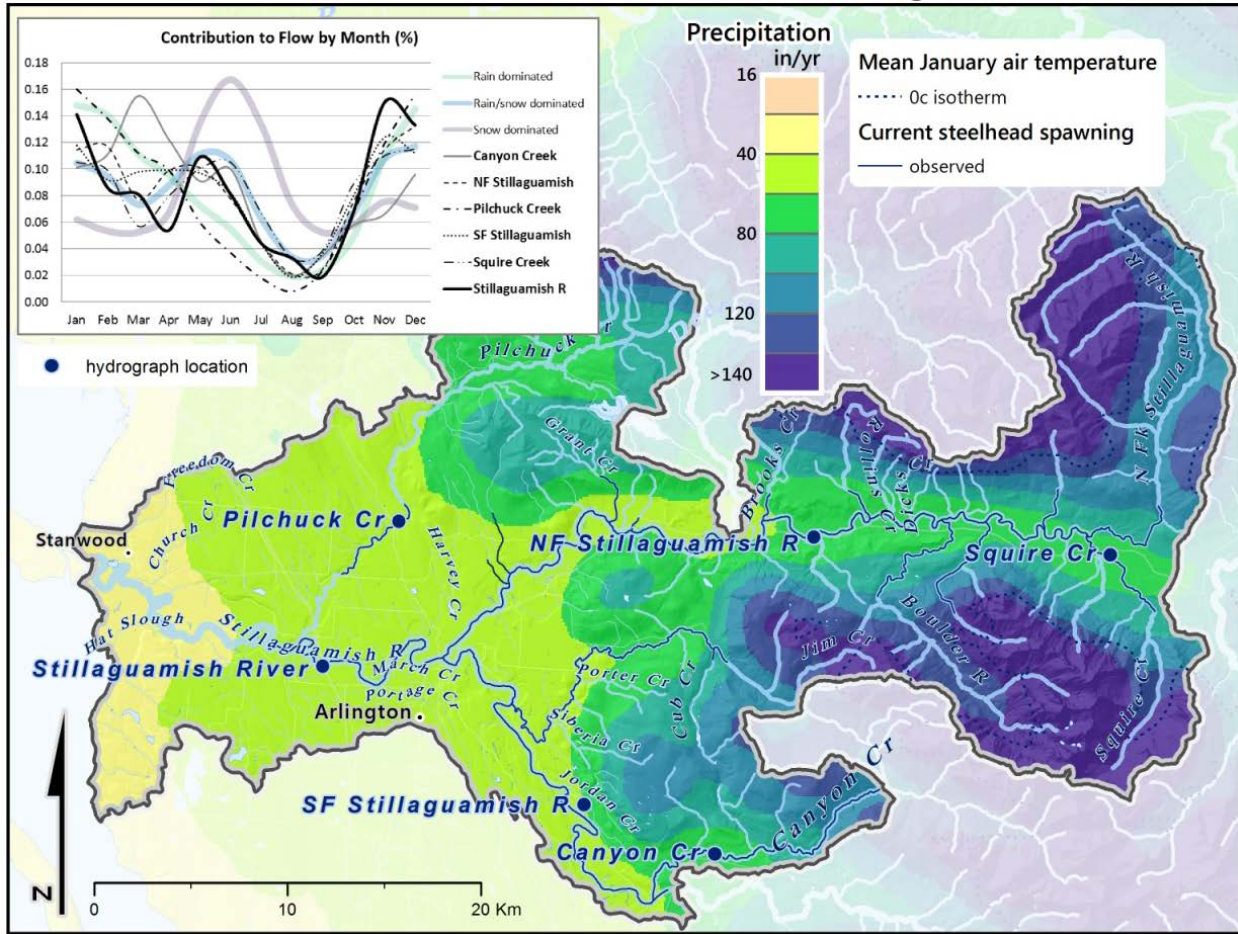 Contribution to Flow by Month (%)
0.18
0.16
0.14
0.12
0.10
0.08
0.06
0.04
0.02
0.00
Jan Feb Mar Apr May Jun Jul Aug Sep Oct Nov Dec
Rain dominated
Rain/snow dominated
Snow dominated
Canyon Creek
NF Stillaguamish
Pilchuck Creek
SF Stillaguamish
Squire Creek
Stillaguamish R
hydrograph location
Precipitation
in/yr
16
40
80
120
>140
Mean January air temperature
0c isotherm
Current steelhead spawning
observed
Pilchuck
Grant Cr
Brooks Cr
Rollins Cr
Dicks Cr
N Fk Stillaguamish R
Freedom Cr
Church Cr
Pilchuck Cr
Harvey Cr
NF Stillaguamish R
Squire Cr
Stanwood
Hat Slough
Stillaguamish R
Stillaguamish River
March Cr
Portage Cr
Arlington
Porter Cr
Cub Cr
Jim Cr
Boulder R
Squire Cr
Siberia Cr
Jordan Cr
SF Stillaguamish R
Canyon Cr
Canyon Cr
N
0 10 20 Km